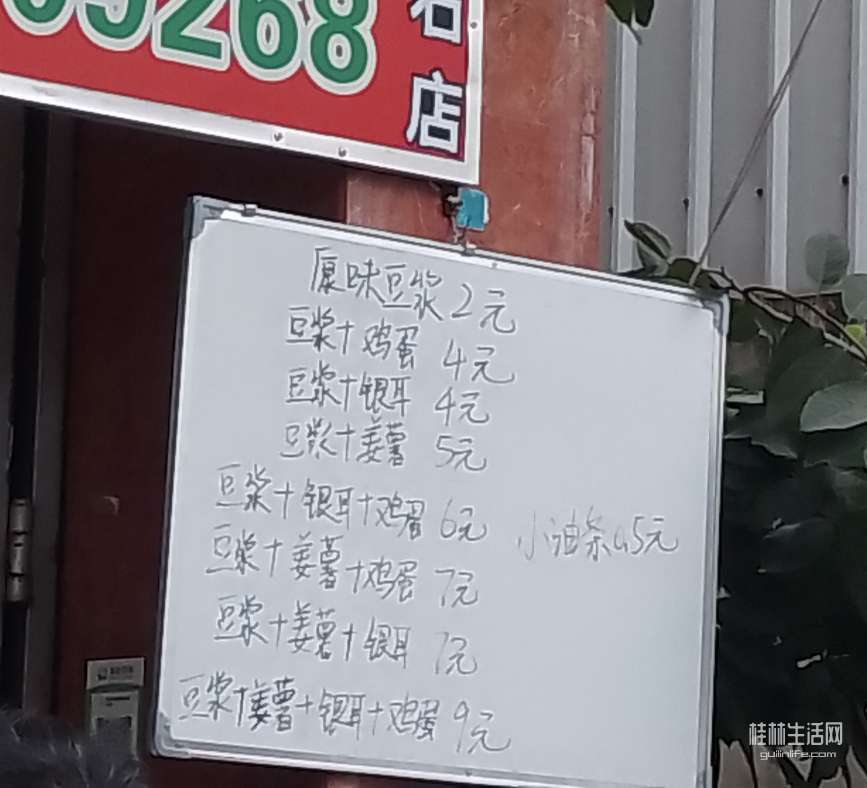 5268
店
原味豆浆 2元
豆浆+鸡蛋 4元
豆浆+银耳 4元
豆浆+姜薯 5元
豆浆+银耳+鸡蛋 6元
小油条0.5元
豆浆+姜薯+鸡蛋 7元
豆浆+姜薯+银耳 7元
豆浆+姜薯+银耳+鸡蛋 9元
桂林生活网
guilinlife.com